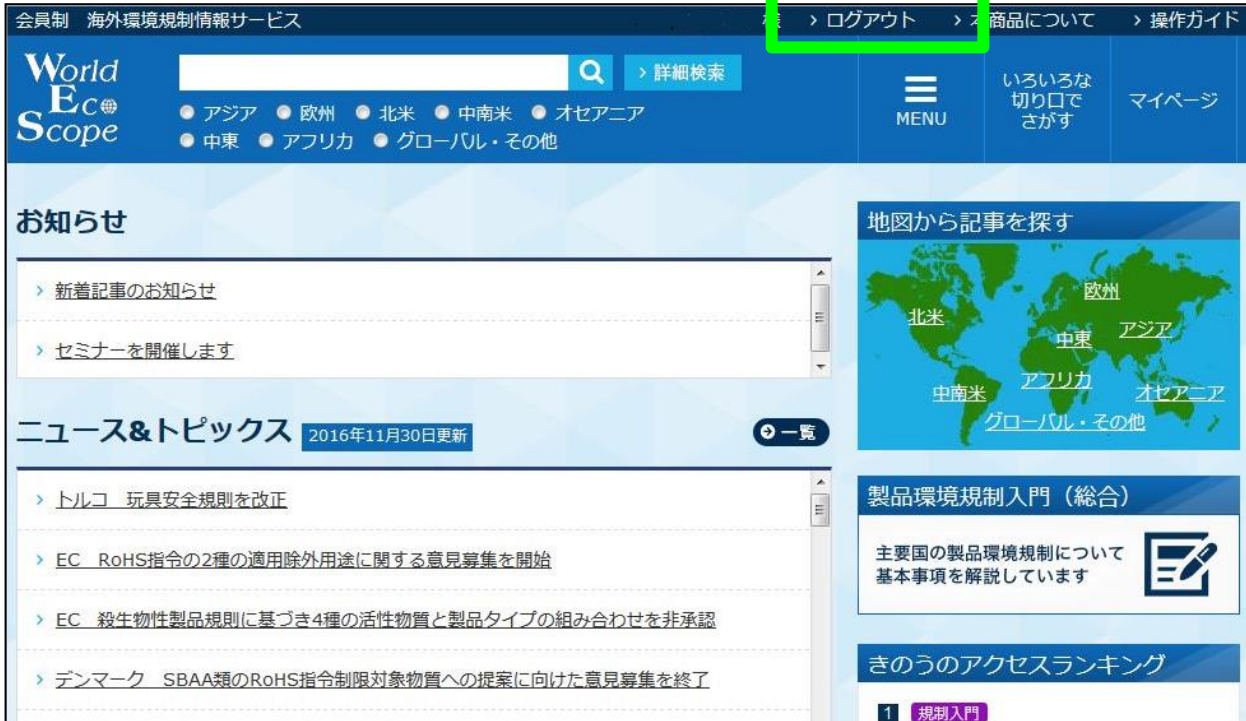 会員制 海外環境規制情報サービス
様 > ログアウト > 本商品について > 操作ガイド
World
Eco
Scope
> 詳細検索
アジア 欧州 北米 中南米 オセアニア
中東 アフリカ グローバル・その他
MENU
いろいろな
切り口で
さがす
マイページ
お知らせ
> 新着記事のお知らせ
> セミナーを開催します
ニュース&トピックス 2016年11月30日更新
一覧
> トルコ 玩具安全規則を改正
> EC RoHS指令の2種の適用除外用途に関する意見募集を開始
> EC 殺生物性製品規則に基づき4種の活性物質と製品タイプの組み合わせを非承認
> デンマーク SBAA類のRoHS指令制限対象物質への提案に向けた意見募集を終了
地図から記事を探す
欧州
北米
中東 アジア
アフリカ
中南米 オセアニア
グローバル・その他
製品環境規制入門（総合）
主要国の製品環境規制について
基本事項を解説しています
きのうのアクセスランキング
1 規制入門